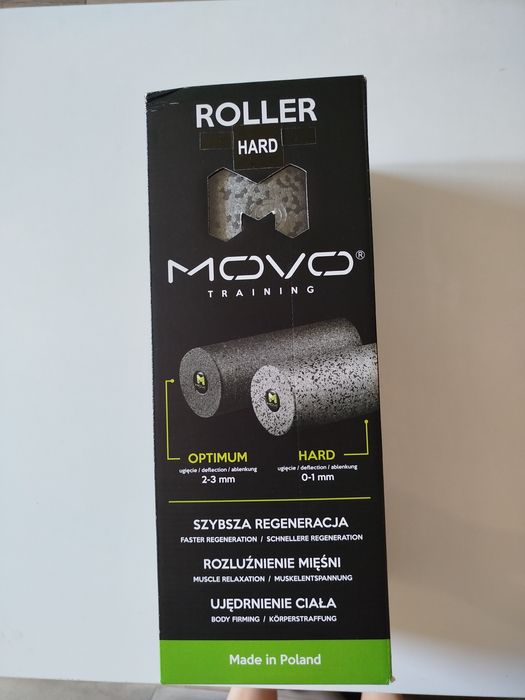 ROLLER
HARD
MOVO®
TRAINING
OPTIMUM
ugięcie / deflection / ablenkung
2-3 mm
HARD
ugięcie / deflection / ablenkung
0-1 mm
SZYBSZA REGENERACJA
FASTER REGENERATION / SCHNELLERE REGENERATION
ROZLUŹNIENIE MIĘŚNI
MUSCLE RELAXATION / MUSKELENTSPANNUNG
UJĘDRNIENIE CIAŁA
BODY FIRMING / KÖRPERSTRAFFUNG
Made in Poland